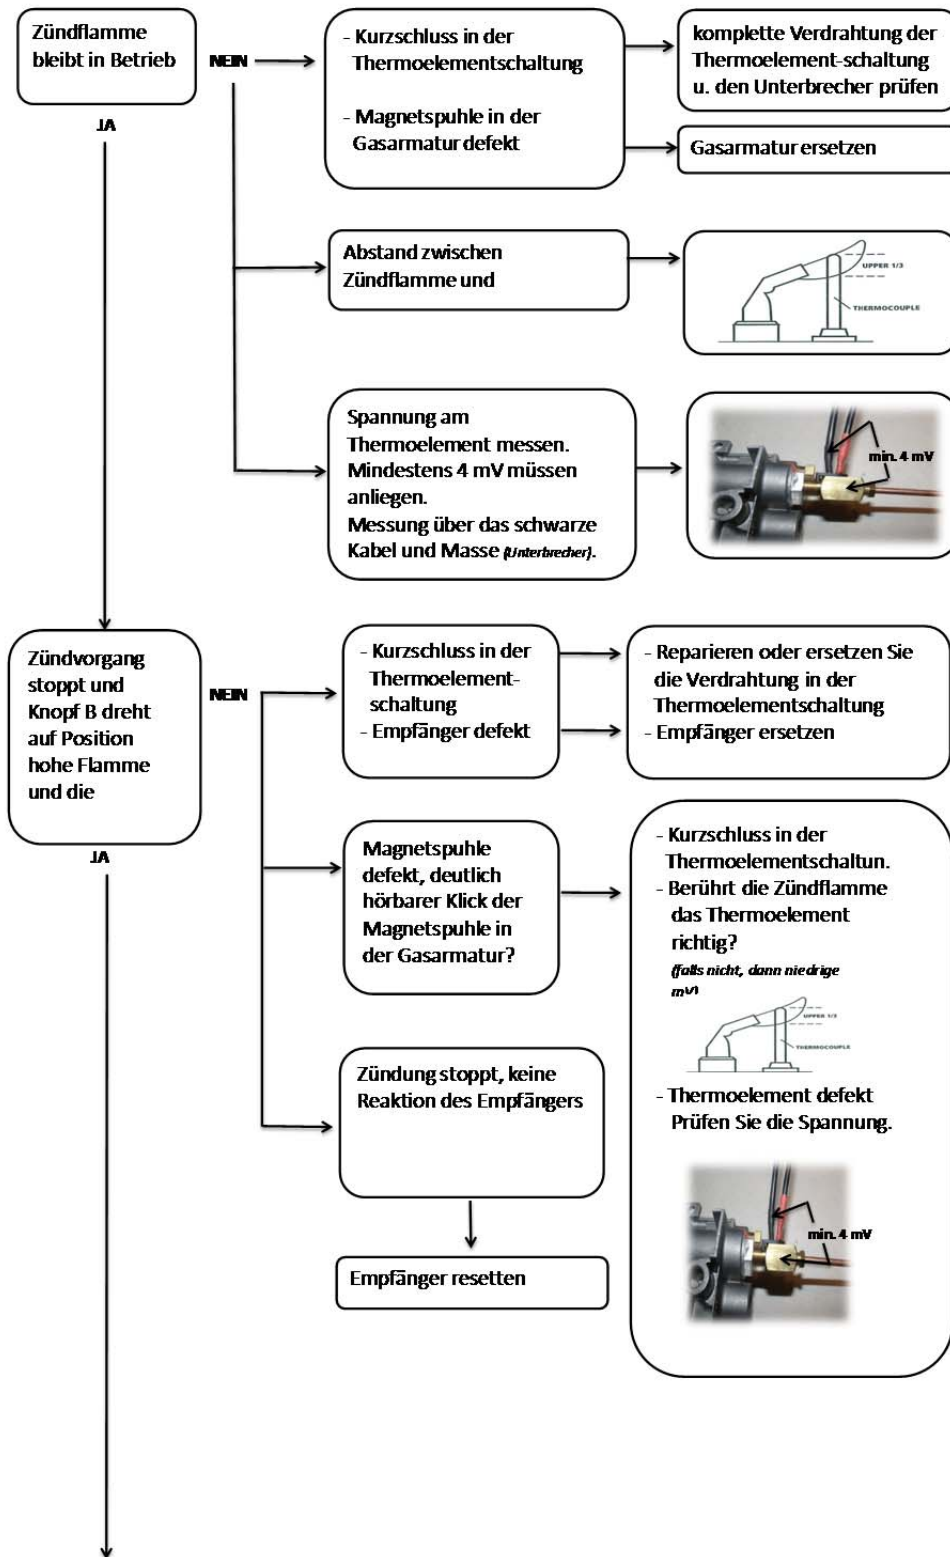 Zündflamme
bleibt in Betrieb
NEIN
- Kurzschluss in der
Thermoelementschaltung
- Magnetspuhle in der
Gasarmatur defekt
komplette Verdrahtung der
Thermoelement-schaltung
u. den Unterbrecher prüfen
Gasarmatur ersetzen
JA
Abstand zwischen
Zündflamme und
UPPER 1/3
THERMOCOUPLE
Spannung am
Thermoelement messen.
Mindestens 4 mV müssen
anliegen.
Messung über das schwarze
Kabel und Masse (Unterbrecher).
min. 4 mV
Zündvorgang
stoppt und
Knopf B dreht
auf Position
hohe Flamme
und die
NEIN
- Kurzschluss in der
Thermoelement-
schaltung
- Empfänger defekt
- Reparieren oder ersetzen Sie
die Verdrahtung in der
Thermoelementschaltung
- Empfänger ersetzen
JA
Magnetspuhle
defekt, deutlich
hörbarer Klick der
Magnetspuhle in
der Gasarmatur?
- Kurzschluss in der
Thermoelementschaltun.
- Berührt die Zündflamme
das Thermoelement
richtig?
(falls nicht, dann niedrige
mV)
UPPER 1/3
THERMOCOUPLE
- Thermoelement defekt
Prüfen Sie die Spannung.
min. 4 mV
Zündung stoppt, keine
Reaktion des Empfängers
Empfänger resetten